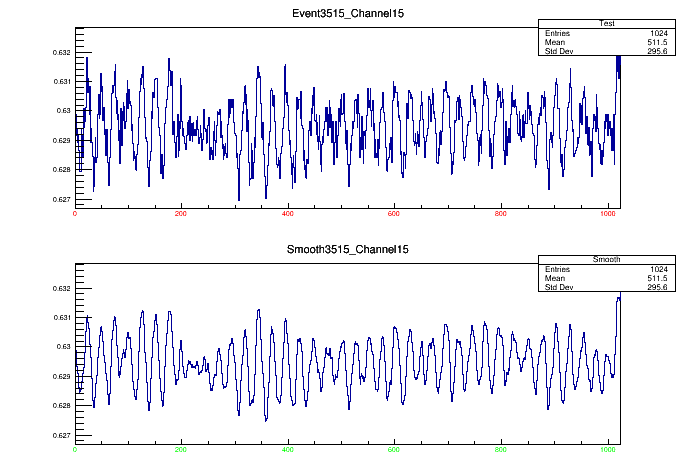 Event3515_Channel15
Test
Entries 1024
Mean 511.5
Std Dev 295.6
0.632
0.631
0.63
0.629
0.628
0.627
0 200 400 600 800 1000
Smooth3515_Channel15
Smooth
Entries 1024
Mean 511.5
Std Dev 295.6
0.632
0.631
0.63
0.629
0.628
0.627
0 200 400 600 800 1000